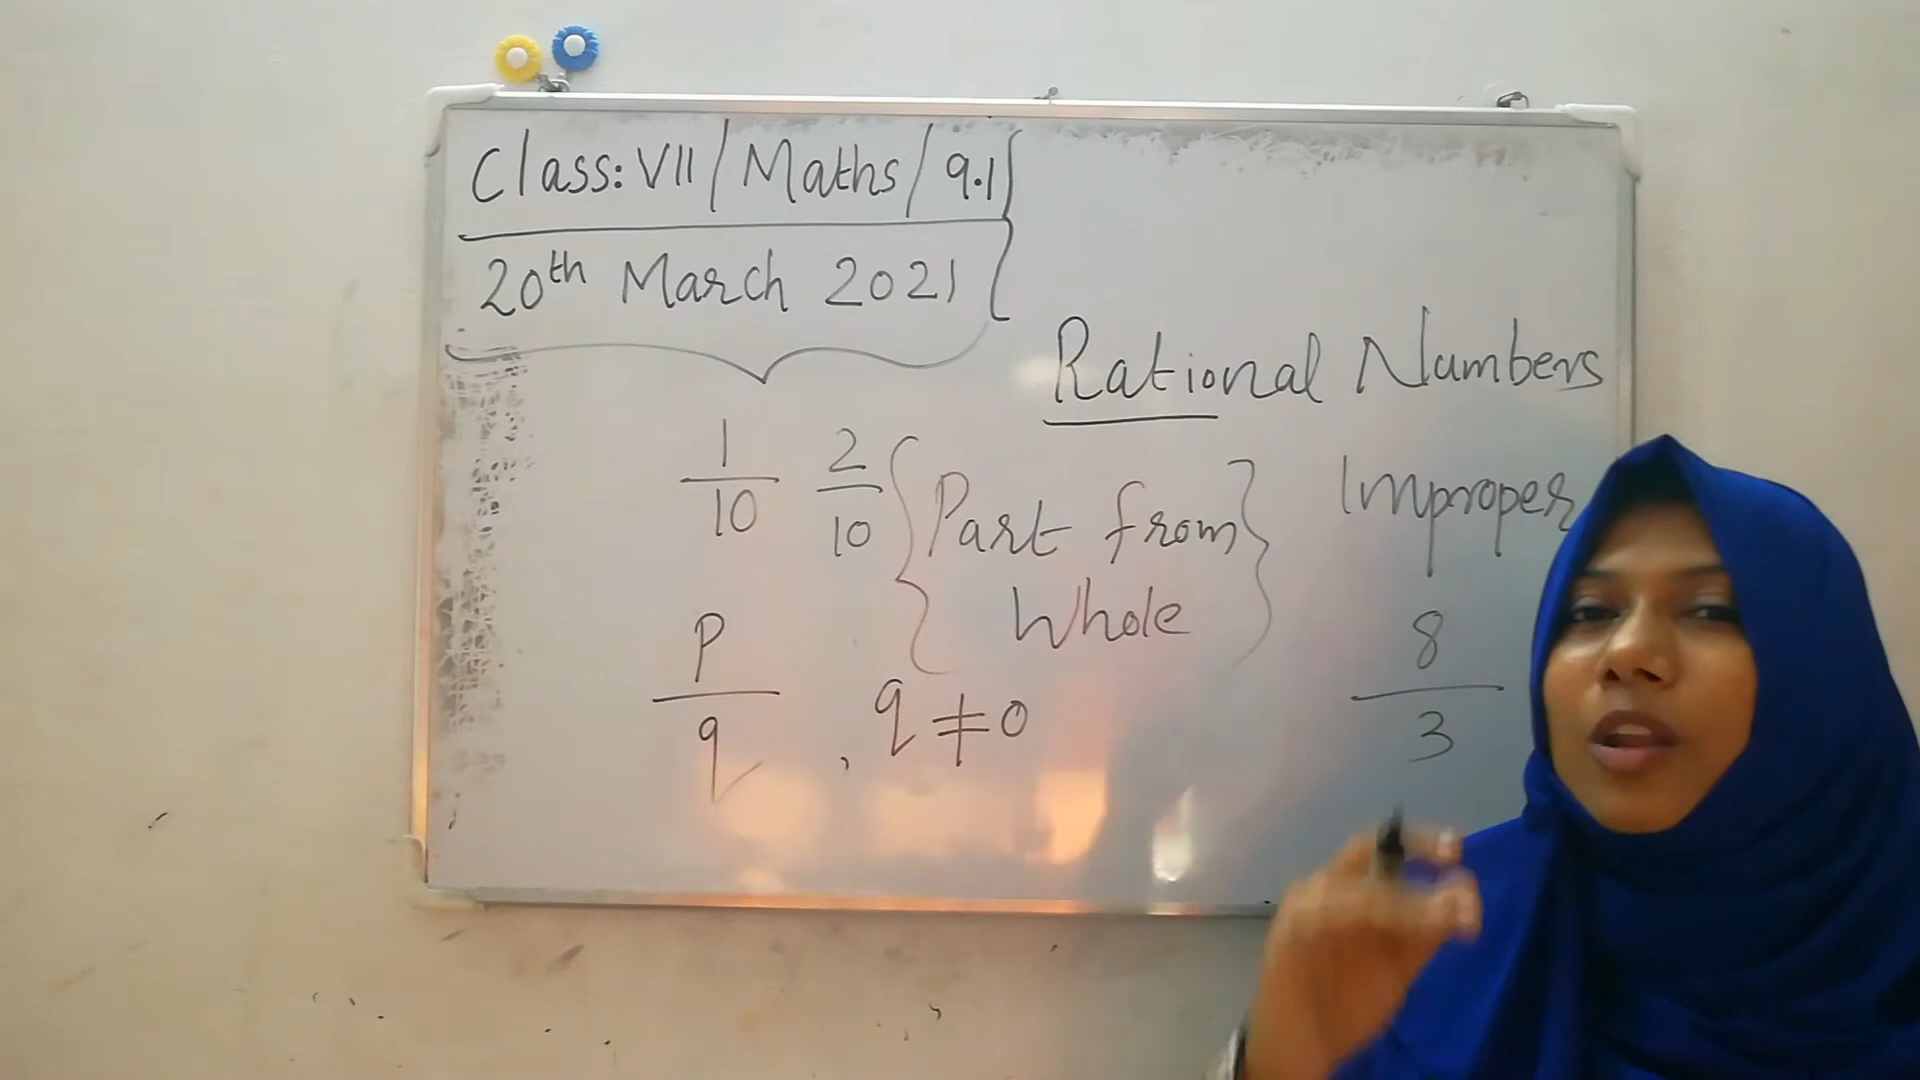 Class: VII / Maths / 9.1
20th March 2021
Rational Numbers
1/10 2/10
Part from
Whole
Improper
p/q , q ≠ 0
8/3